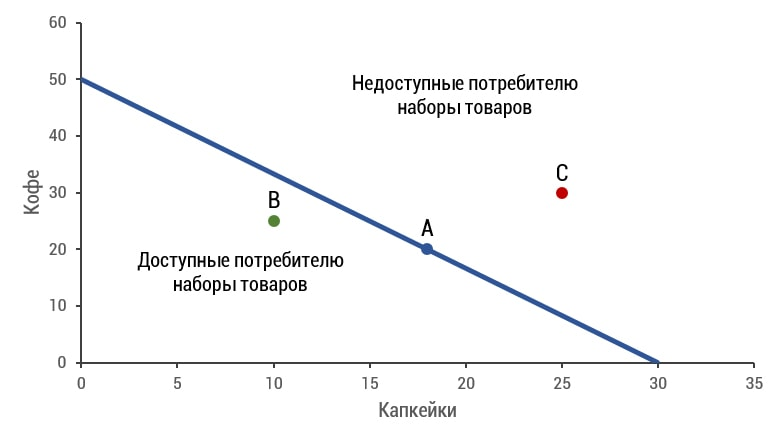 60
50
40
30
20
10
0
Кофе
Недоступные потребителю
наборы товаров
C
B
A
Доступные потребителю
наборы товаров
0 5 10 15 20 25 30 35
Капкейки